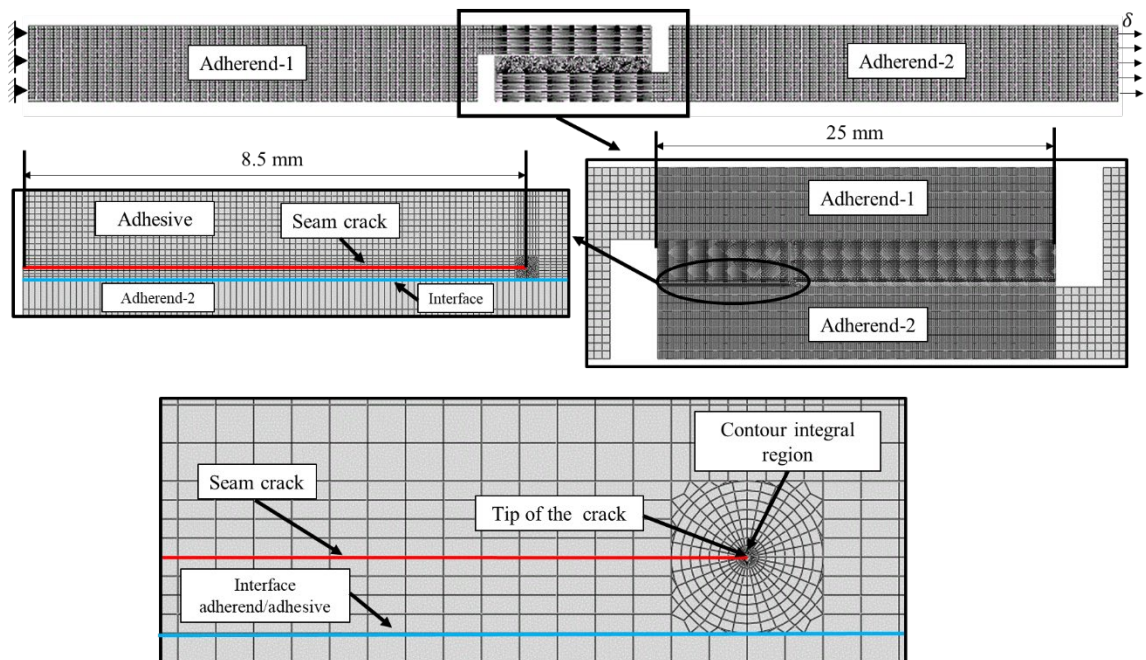 δ
Adherend-1
Adherend-2
8.5 mm
25 mm
Adhesive
Seam crack
Adherend-2
Interface
Adherend-1
Adherend-2
Contour integral
region
Seam crack
Tip of the crack
Interface
adherend/adhesive